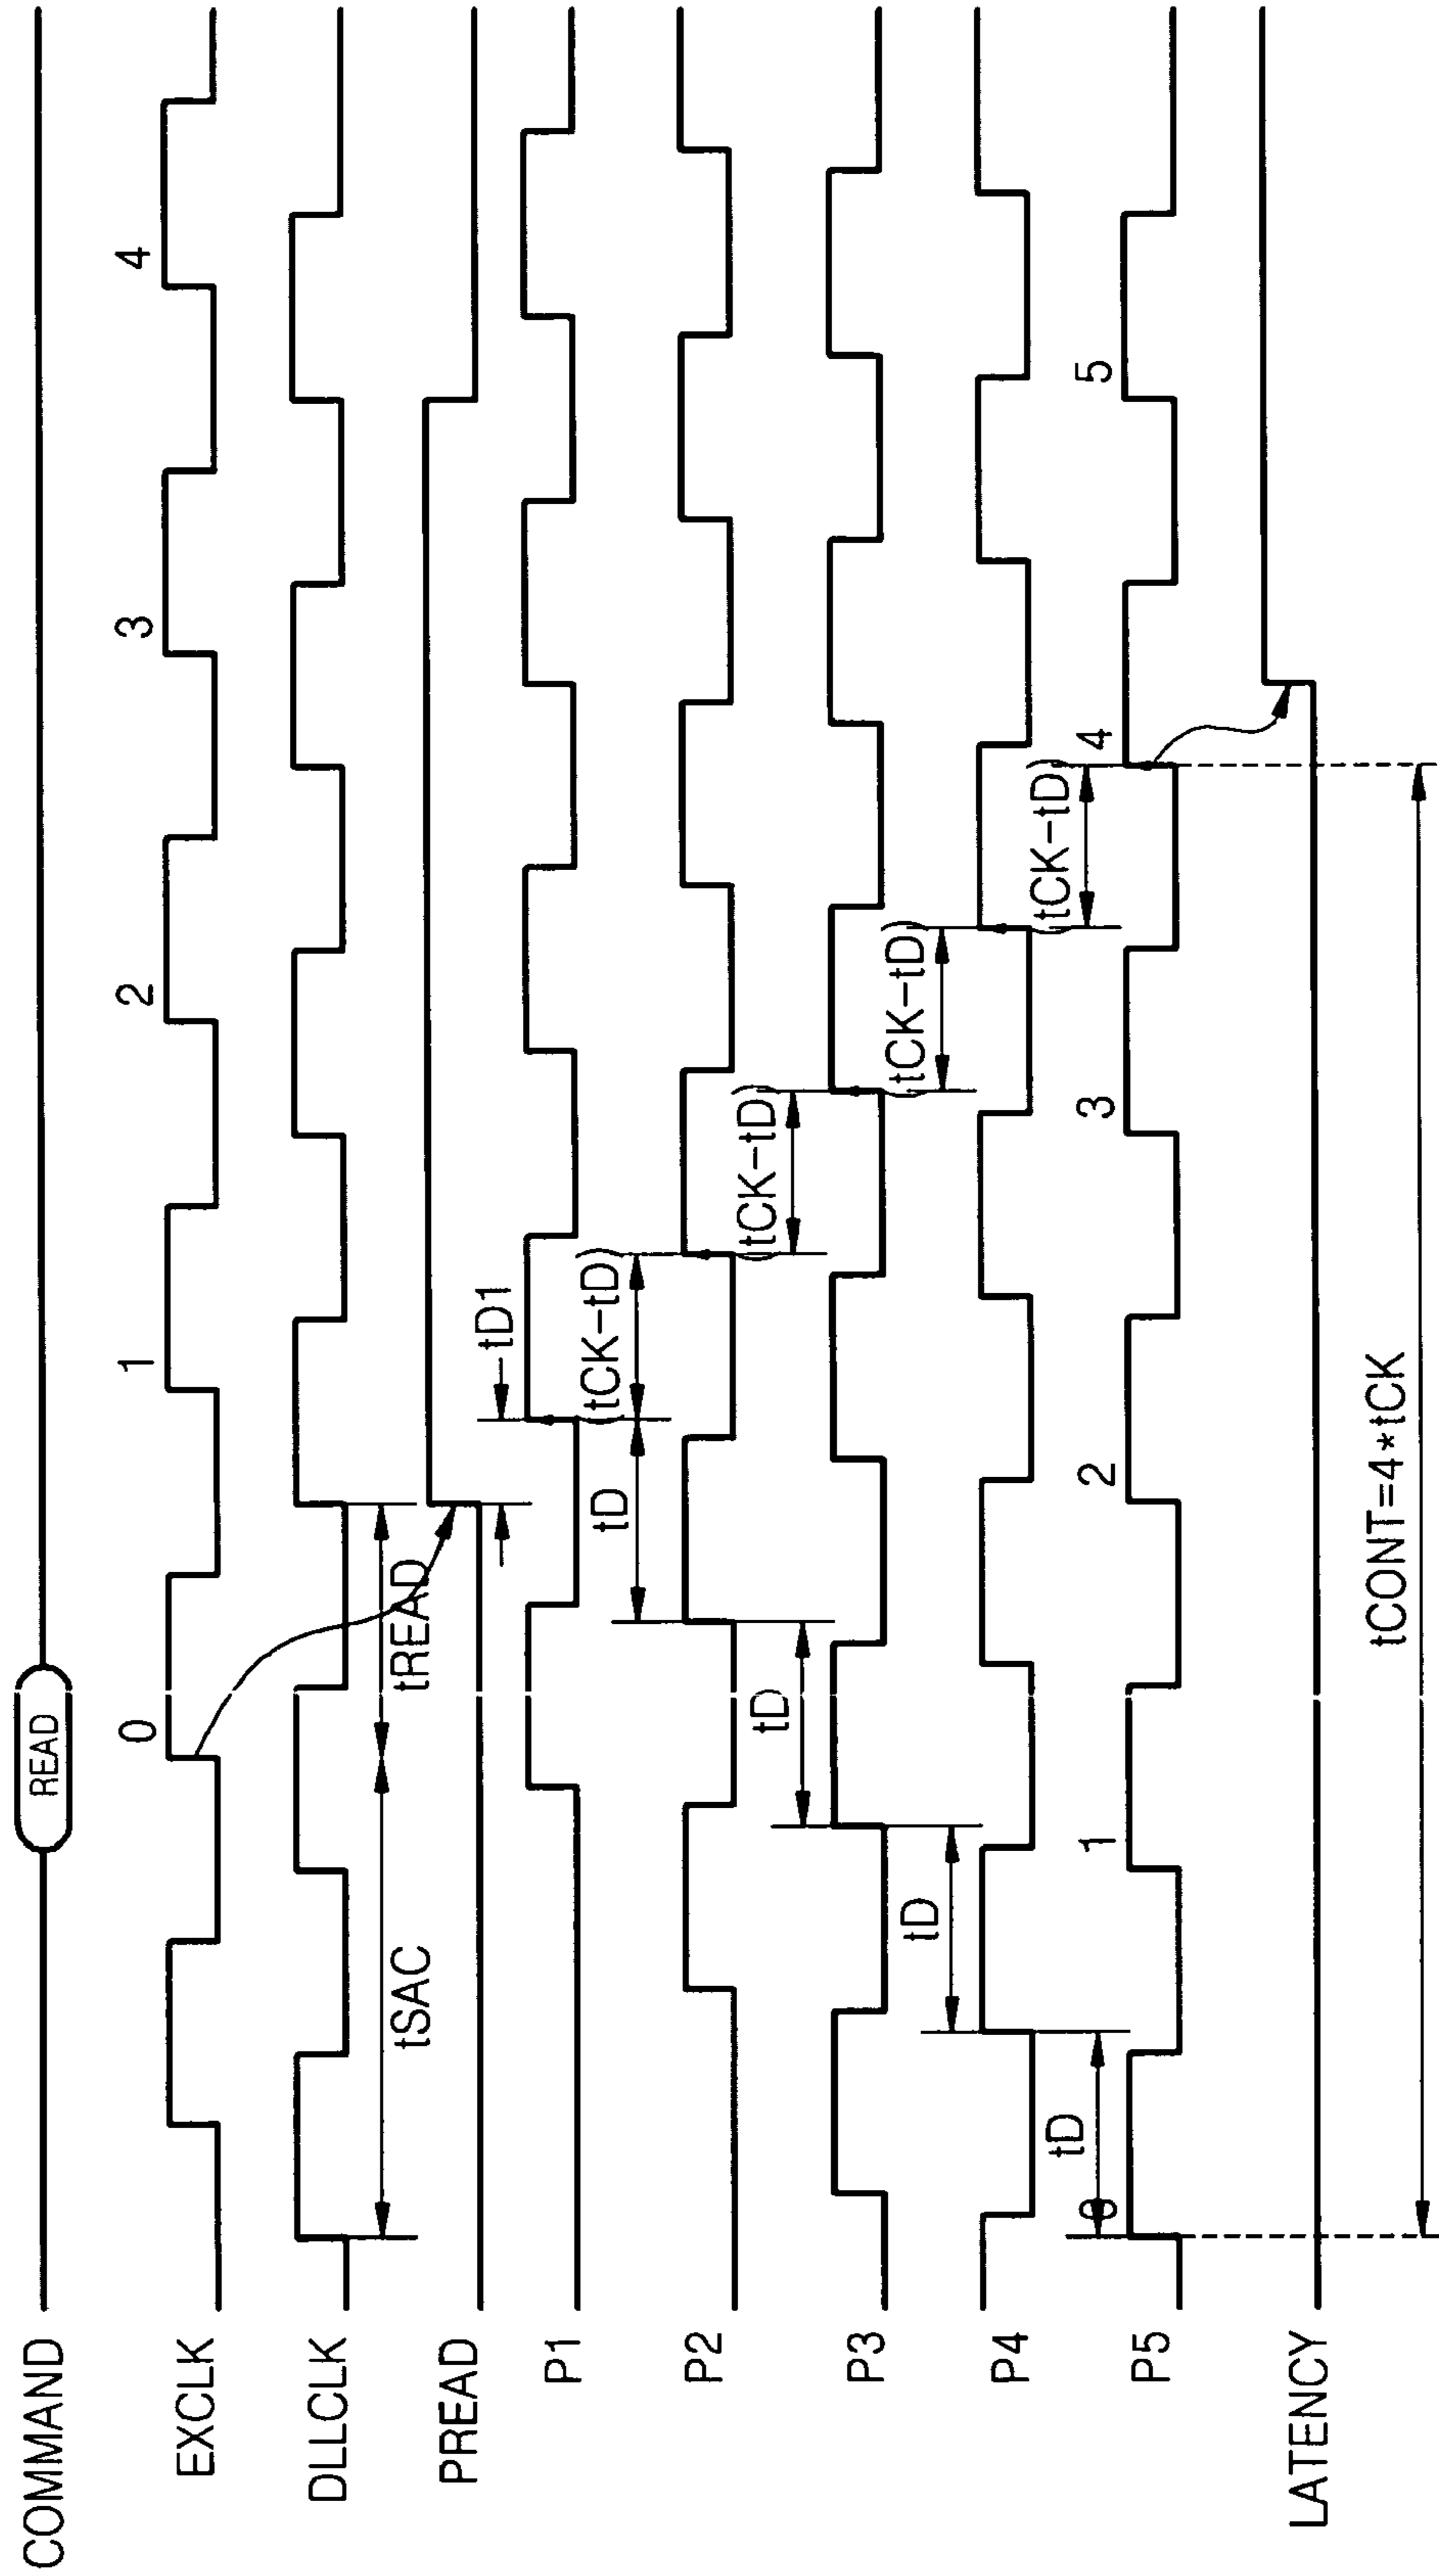 COMMAND
READ
EXCLK
0
1
2
3
4
DLLCLK
tSAC
tREAD
PREAD
tD1
P1
tD
(tCK-tD)
P2
tD
(tCK-tD)
P3
tD
(tCK-tD)
P4
tD
(tCK-tD)
P5
0
1
2
3
4
5
LATENCY
tCONT=4*tCK